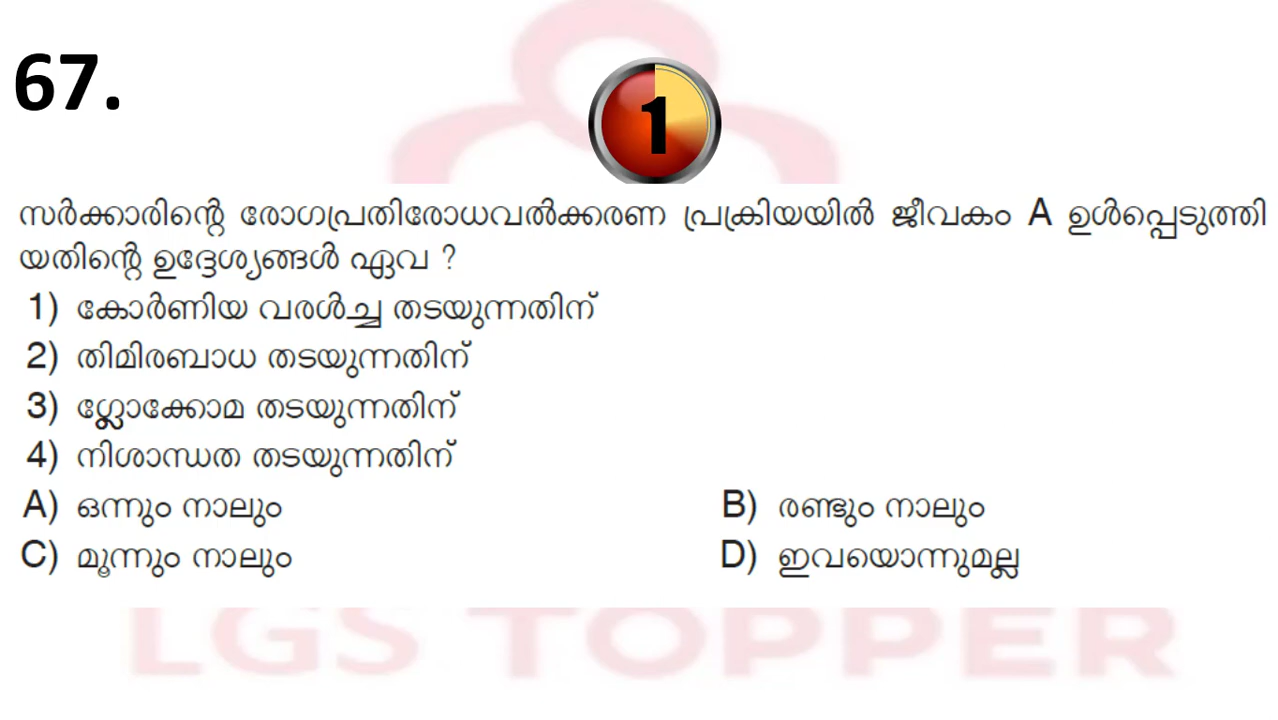 67.
1
സർക്കാരിന്റെ രോഗപ്രതിരോധവൽക്കരണ പ്രക്രിയയിൽ ജീവകം A ഉൾപ്പെടുത്തി
യതിന്റെ ഉദ്ദേശ്യങ്ങൾ ഏവ ?
1) കോർണിയ വരൾച്ച തടയുന്നതിന്
2) തിമിരബാധ തടയുന്നതിന്
3) ഗ്ലോക്കോമ തടയുന്നതിന്
4) നിശാന്ധത തടയുന്നതിന്
A) ഒന്നും നാലും B) രണ്ടും നാലും
C) മൂന്നും നാലും D) ഇവയൊന്നുമല്ല
LGS TOPPER